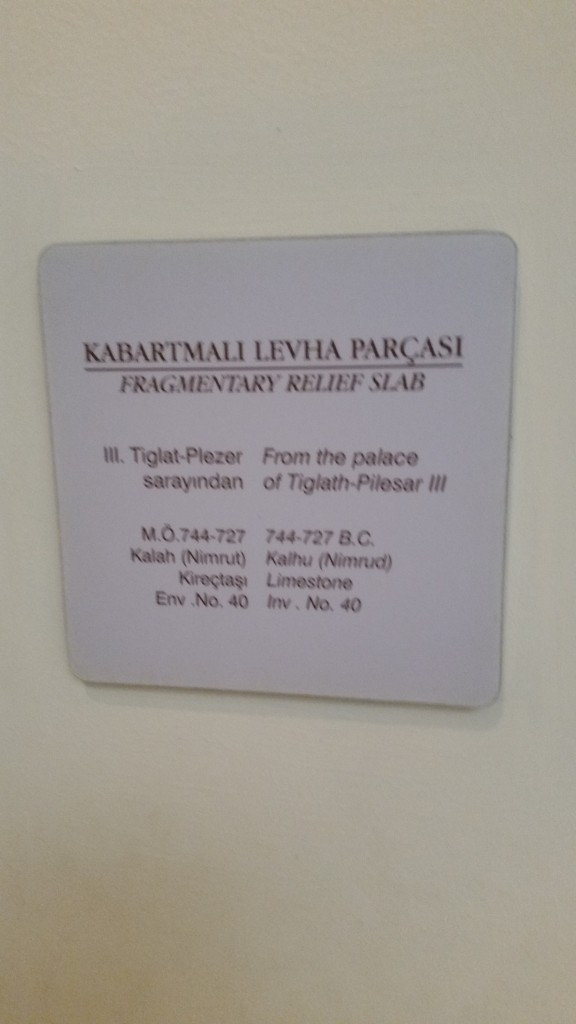 KABARTMALI LEVHA PARÇASI
FRAGMENTARY RELIEF SLAB
III. Tiglat-Plezer
sarayından
From the palace
of Tiglath-Pilesar III
M.Ö.744-727
Kalah (Nimrut)
Kireçtaşı
Env .No. 40
744-727 B.C.
Kalhu (Nimrud)
Limestone
Inv . No. 40